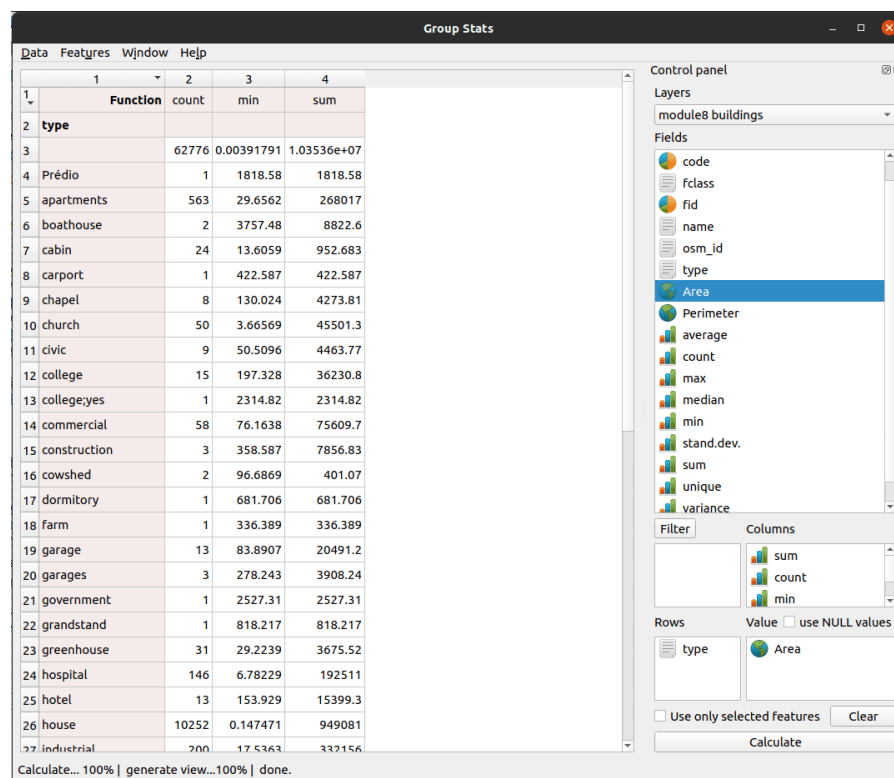 Group Stats
Data Features Window Help
1 2 3 4
1 Function count min sum
2 type
3 62776 0.00391791 1.03536e+07
4 Prédio 1 1818.58 1818.58
5 apartments 563 29.6562 268017
6 boathouse 2 3757.48 8822.6
7 cabin 24 13.6059 952.683
8 carport 1 422.587 422.587
9 chapel 8 130.024 4273.81
10 church 50 3.66569 45501.3
11 civic 9 50.5096 4463.77
12 college 15 197.328 36230.8
13 college;yes 1 2314.82 2314.82
14 commercial 58 76.1638 75609.7
15 construction 3 358.587 7856.83
16 cowshed 2 96.6869 401.07
17 dormitory 1 681.706 681.706
18 farm 1 336.389 336.389
19 garage 13 83.8907 20491.2
20 garages 3 278.243 3908.24
21 government 1 2527.31 2527.31
22 grandstand 1 818.217 818.217
23 greenhouse 31 29.2239 3675.52
24 hospital 146 6.78229 192511
25 hotel 13 153.929 15399.3
26 house 10252 0.147471 949081
27 industrial 200 17.5363 332156
Calculate... 100% | generate view...100% | done.
Control panel
Layers
module8 buildings
Fields
code
fclass
fid
name
osm_id
type
Area
Perimeter
average
count
max
median
min
stand.dev.
sum
unique
variance
Filter Columns
sum
count
min
Rows Value use NULL values
type Area
Use only selected features Clear
Calculate